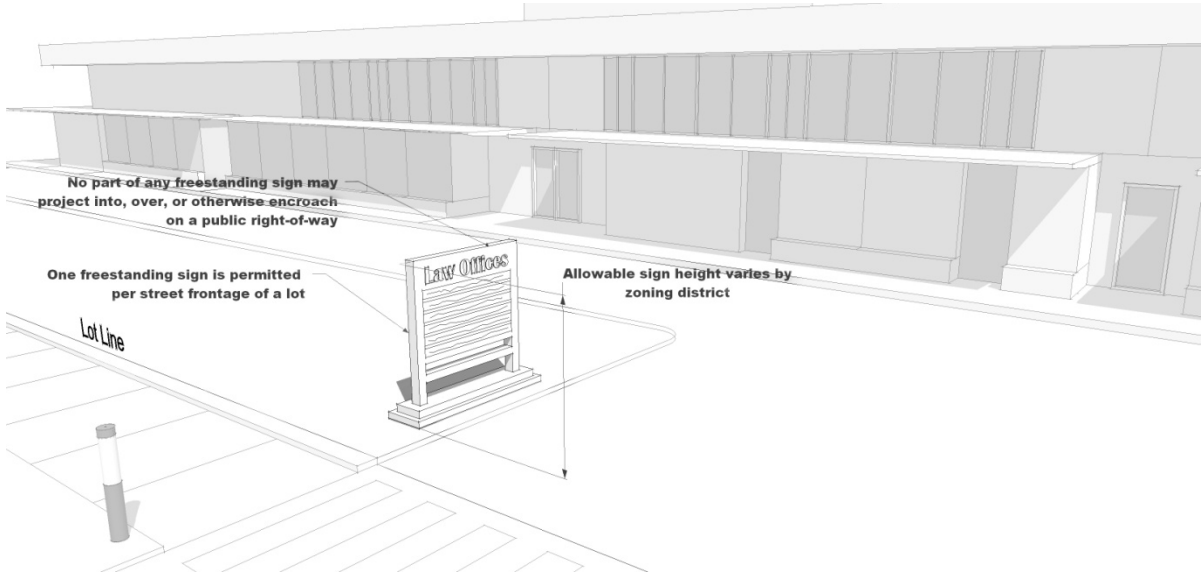 No part of any freestanding sign may
project into, over, or otherwise encroach
on a public right-of-way
Law Offices
One freestanding sign is permitted
per street frontage of a lot
Allowable sign height varies by
zoning district
Lot Line